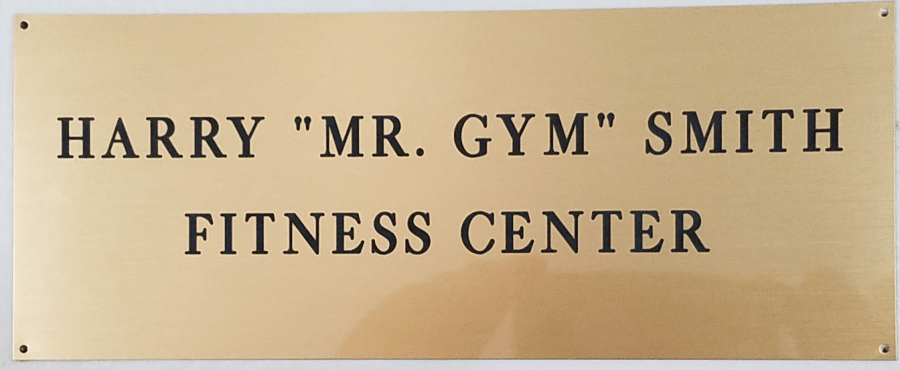 HARRY "MR. GYM" SMITH
FITNESS CENTER